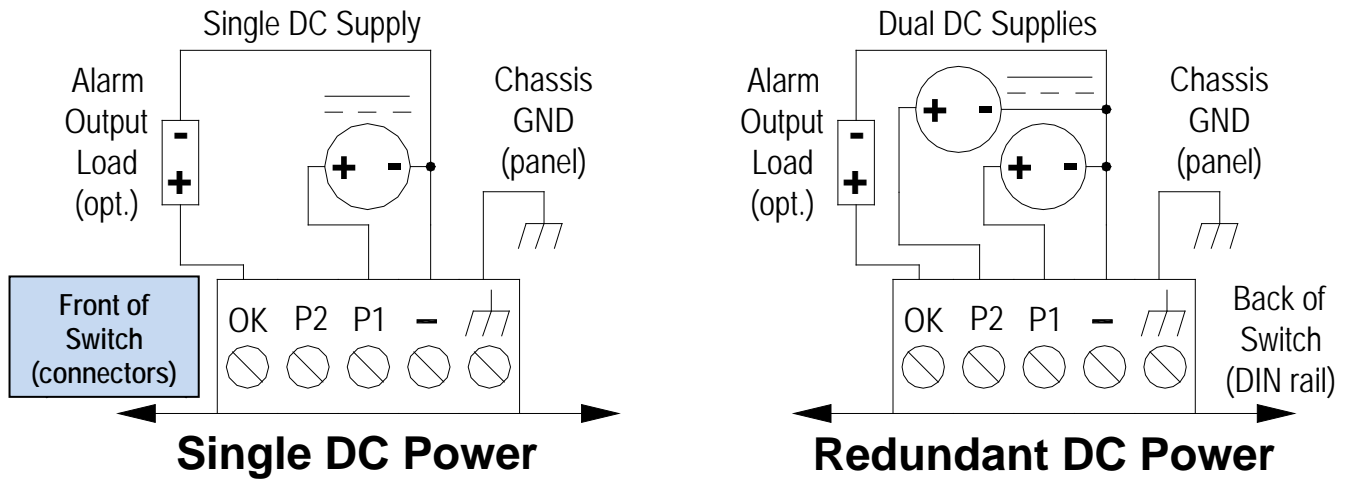 Single DC Supply
Alarm
Output
Load
(opt.)
-
+
+ -
Chassis
GND
(panel)
Front of
Switch
(connectors)
OK P2 P1 –
Single DC Power
Dual DC Supplies
Alarm
Output
Load
(opt.)
-
+
+ -
+ -
Chassis
GND
(panel)
OK P2 P1 –
Back of
Switch
(DIN rail)
Redundant DC Power